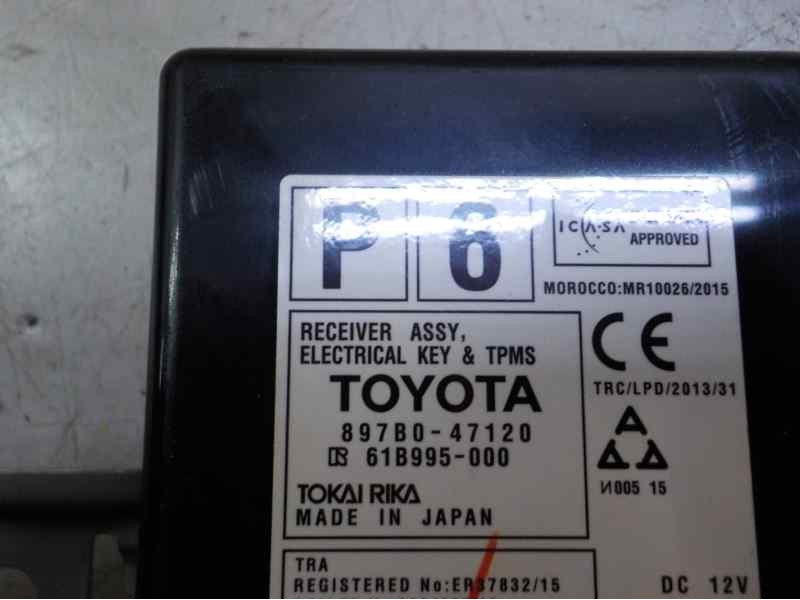 P 6
ICASA
APPROVED
MOROCCO:MR10026/2015
RECEIVER ASSY,
ELECTRICAL KEY & TPMS
TOYOTA
897B0-47120
61B995-000
TOKAI RIKA
MADE IN JAPAN
CE
TRC/LPD/2013/31
A
И005 15
TRA
REGISTERED No:ER37832/15
DC 12V